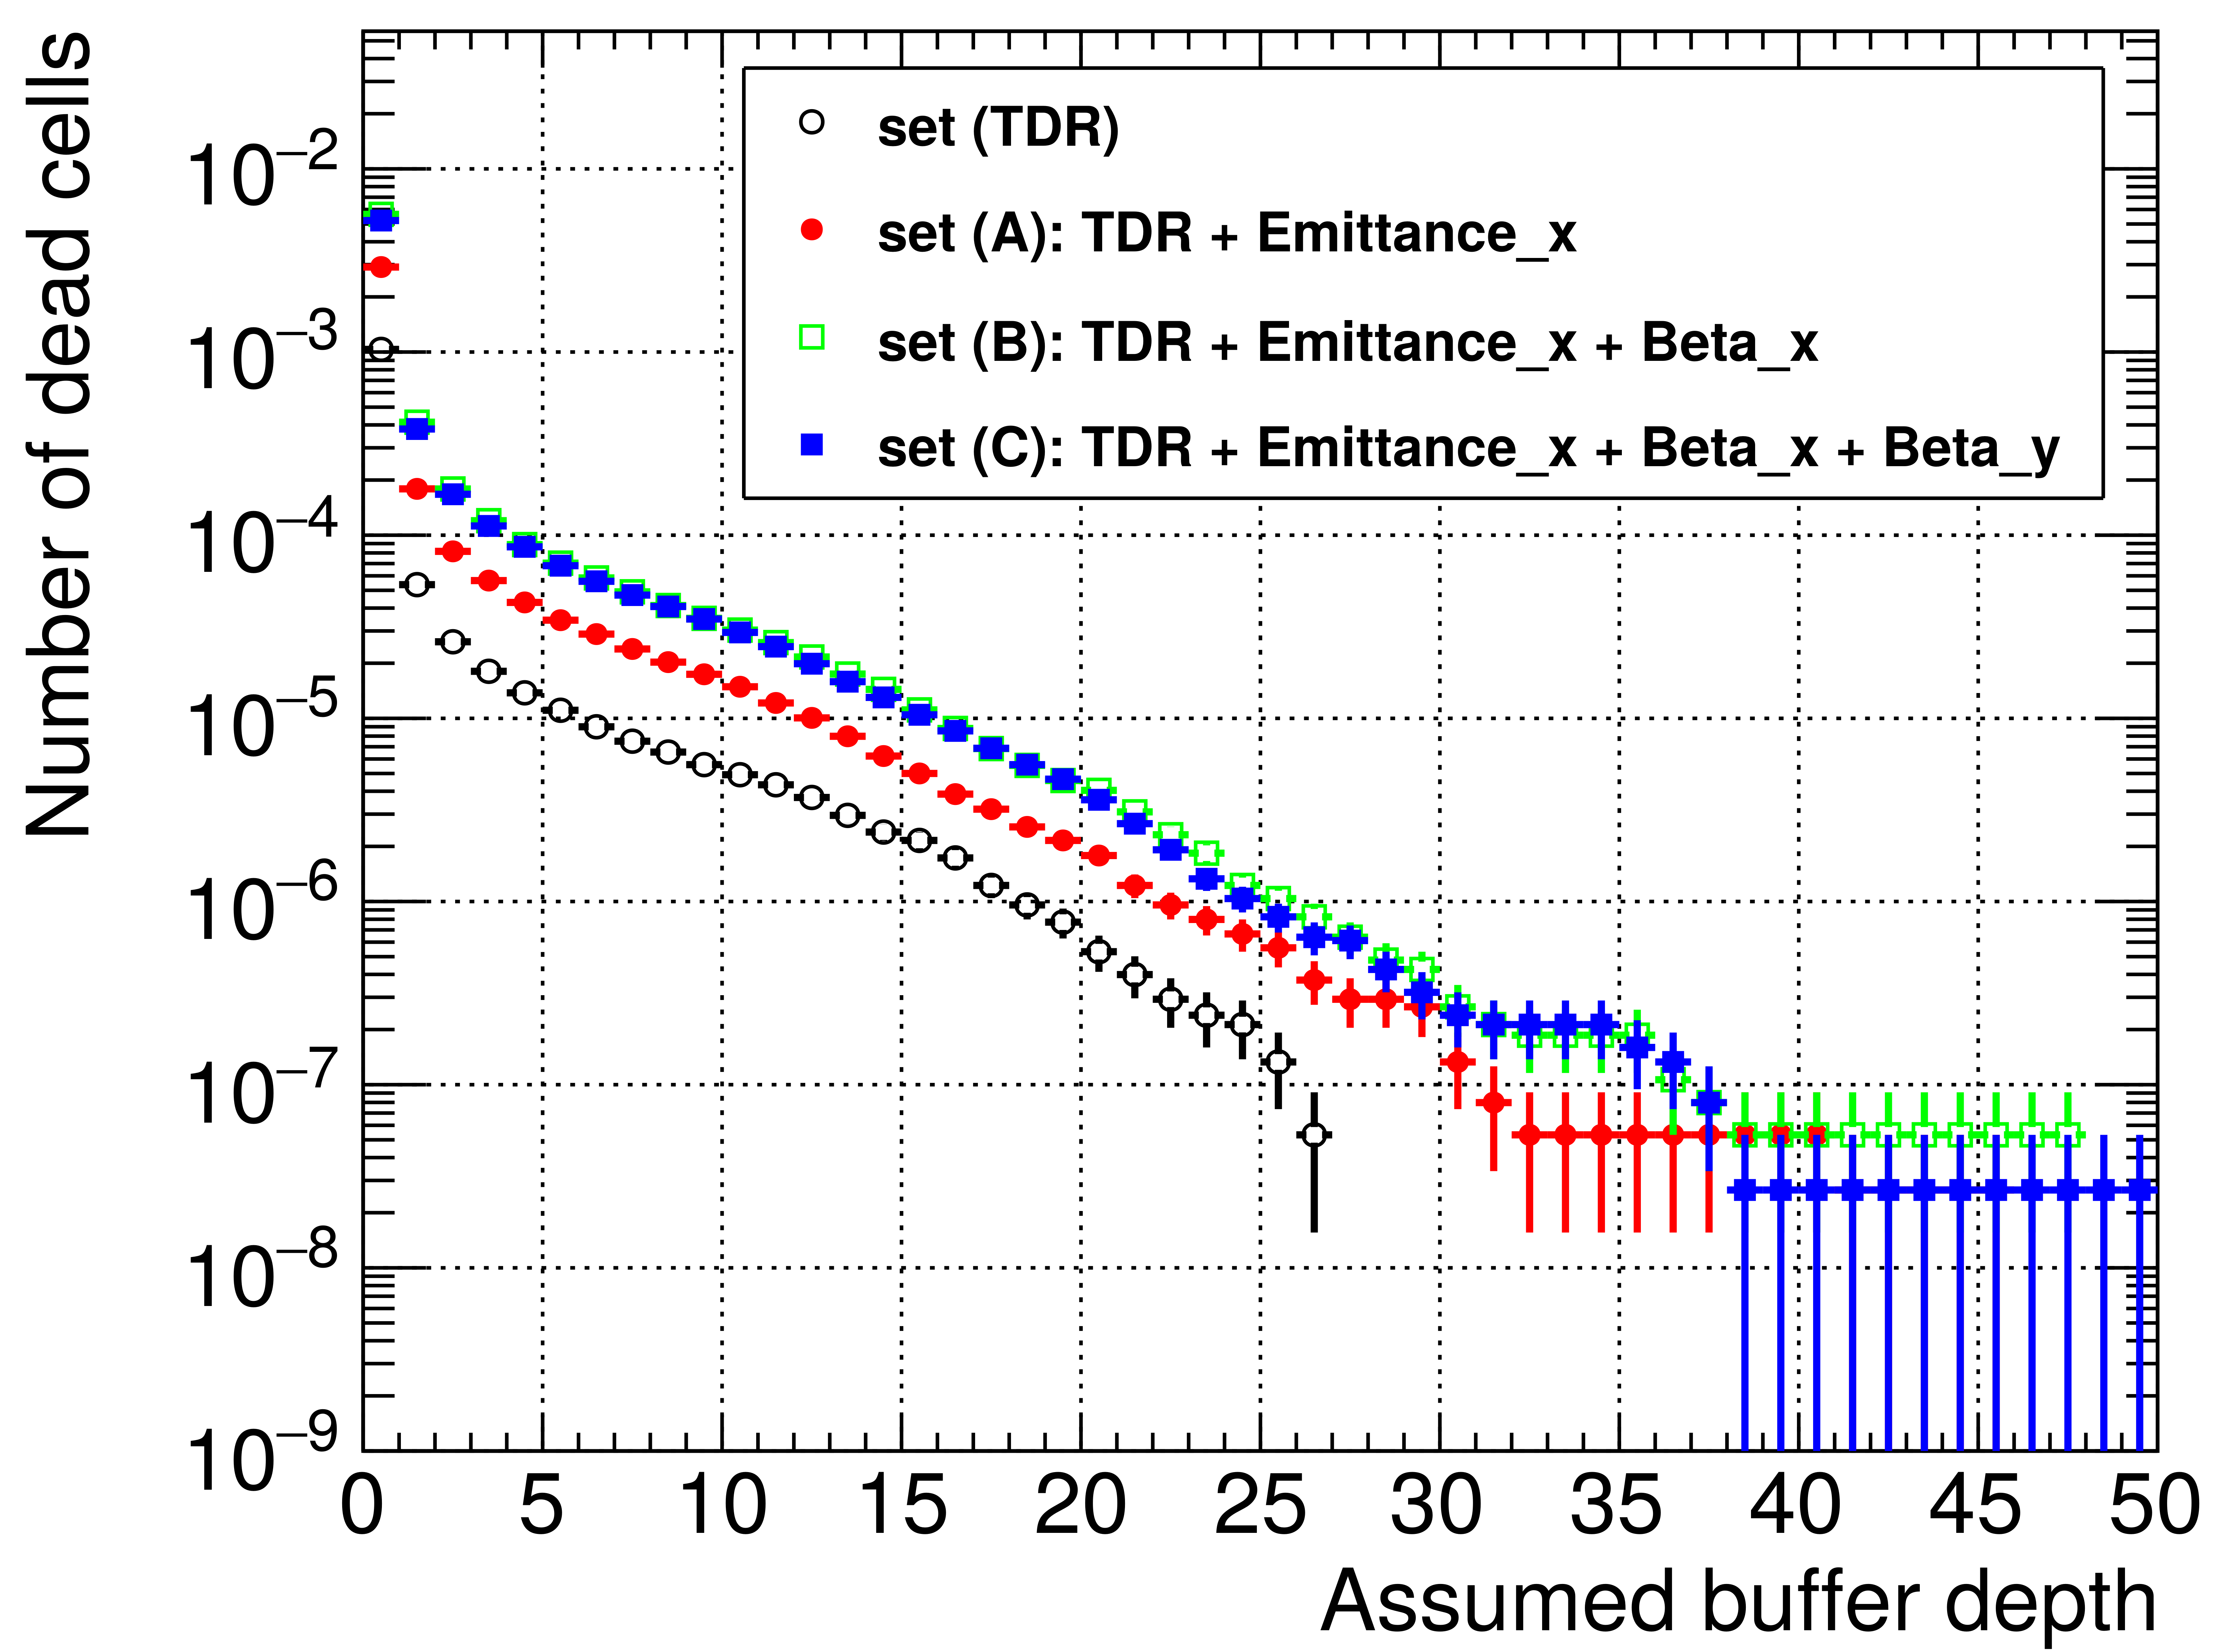 Number of dead cells
10⁻²
10⁻³
10⁻⁴
10⁻⁵
10⁻⁶
10⁻⁷
10⁻⁸
10⁻⁹
set (TDR)
set (A): TDR + Emittance_x
set (B): TDR + Emittance_x + Beta_x
set (C): TDR + Emittance_x + Beta_x + Beta_y
0 5 10 15 20 25 30 35 40 45 50
Assumed buffer depth